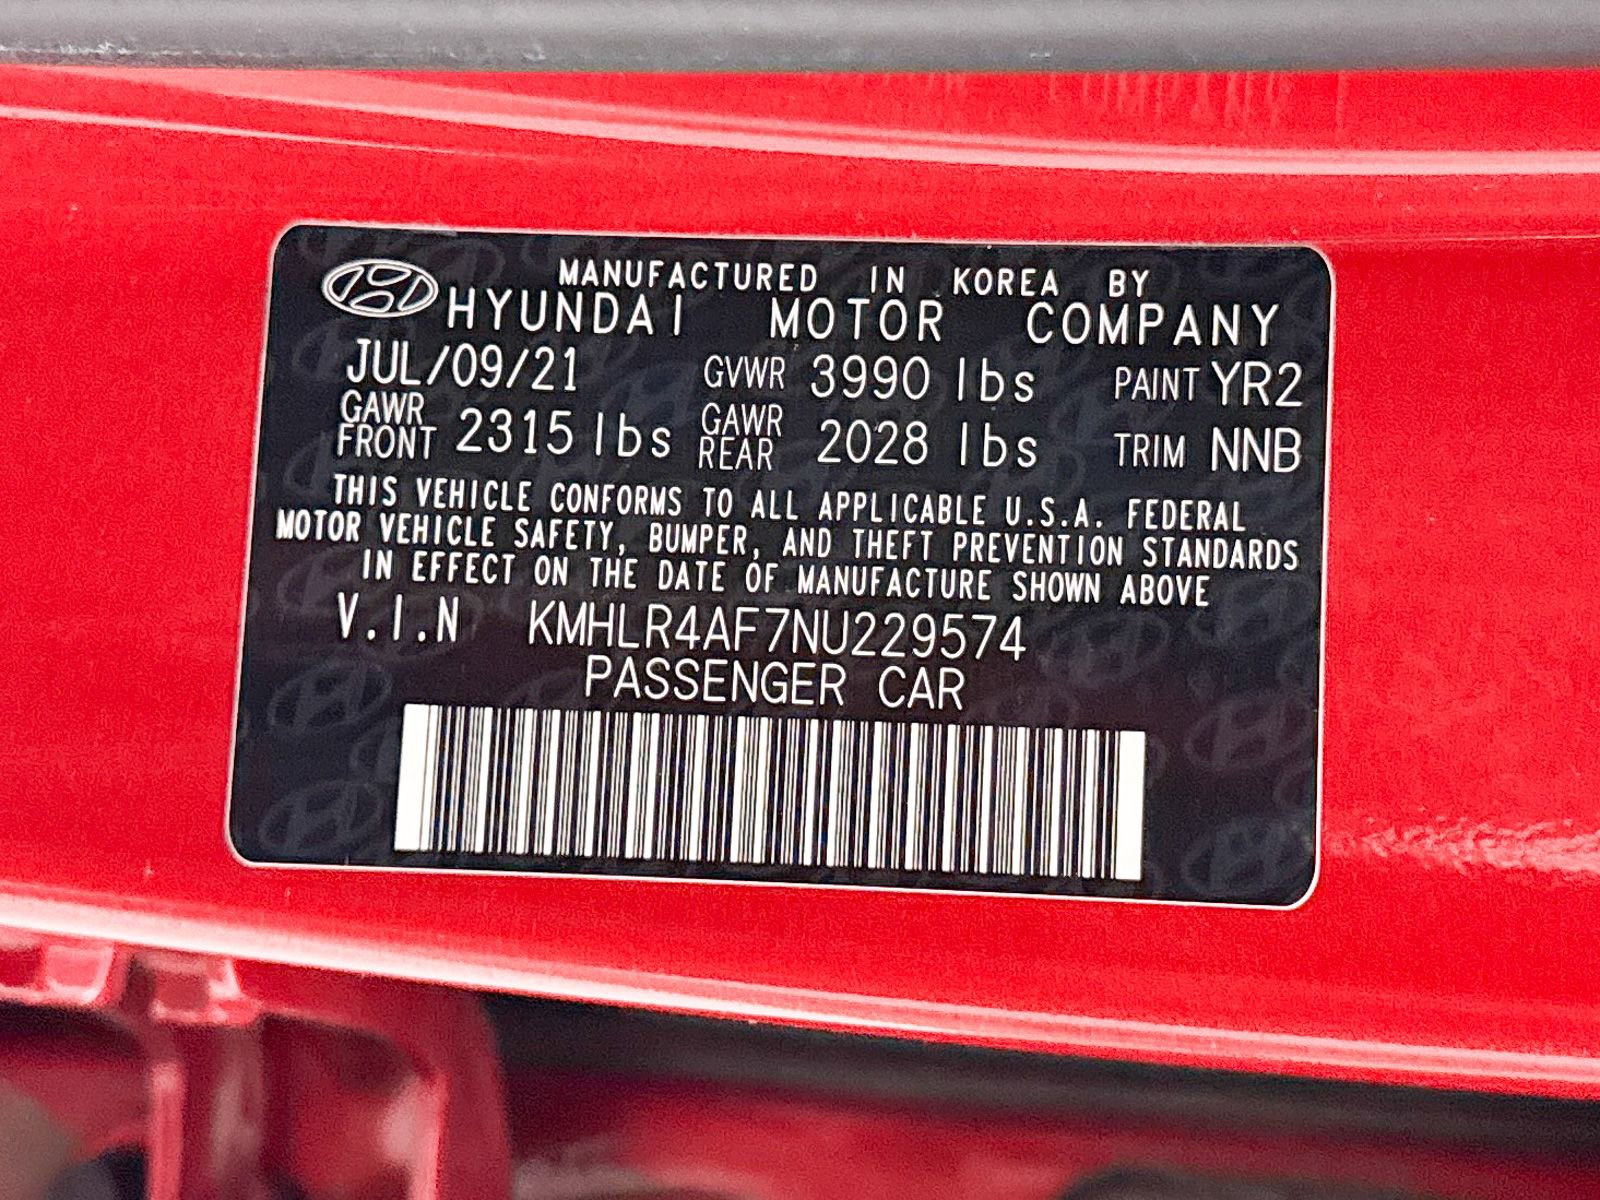 MANUFACTURED IN KOREA BY
HYUNDAI MOTOR COMPANY
JUL/09/21 GVWR 3990 lbs PAINT YR2
GAWR FRONT 2315 lbs GAWR REAR 2028 lbs TRIM NNB
THIS VEHICLE CONFORMS TO ALL APPLICABLE U.S.A. FEDERAL
MOTOR VEHICLE SAFETY, BUMPER, AND THEFT PREVENTION STANDARDS
IN EFFECT ON THE DATE OF MANUFACTURE SHOWN ABOVE
V.I.N KMHLR4AF7NU229574
PASSENGER CAR